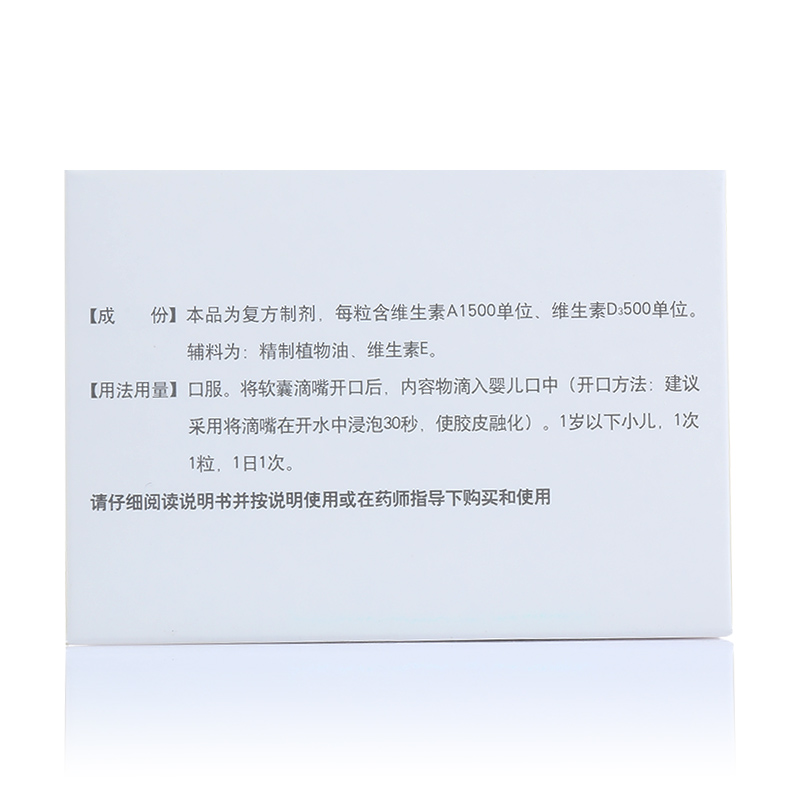 【成　份】本品为复方制剂，每粒含维生素A1500单位、维生素D₃500单位。
辅料为：精制植物油、维生素E。
【用法用量】口服。将软囊滴嘴开口后，内容物滴入婴儿口中（开口方法：建议
采用将滴嘴在开水中浸泡30秒，使胶皮融化）。1岁以下小儿，1次
1粒，1日1次。
请仔细阅读说明书并按说明使用或在药师指导下购买和使用